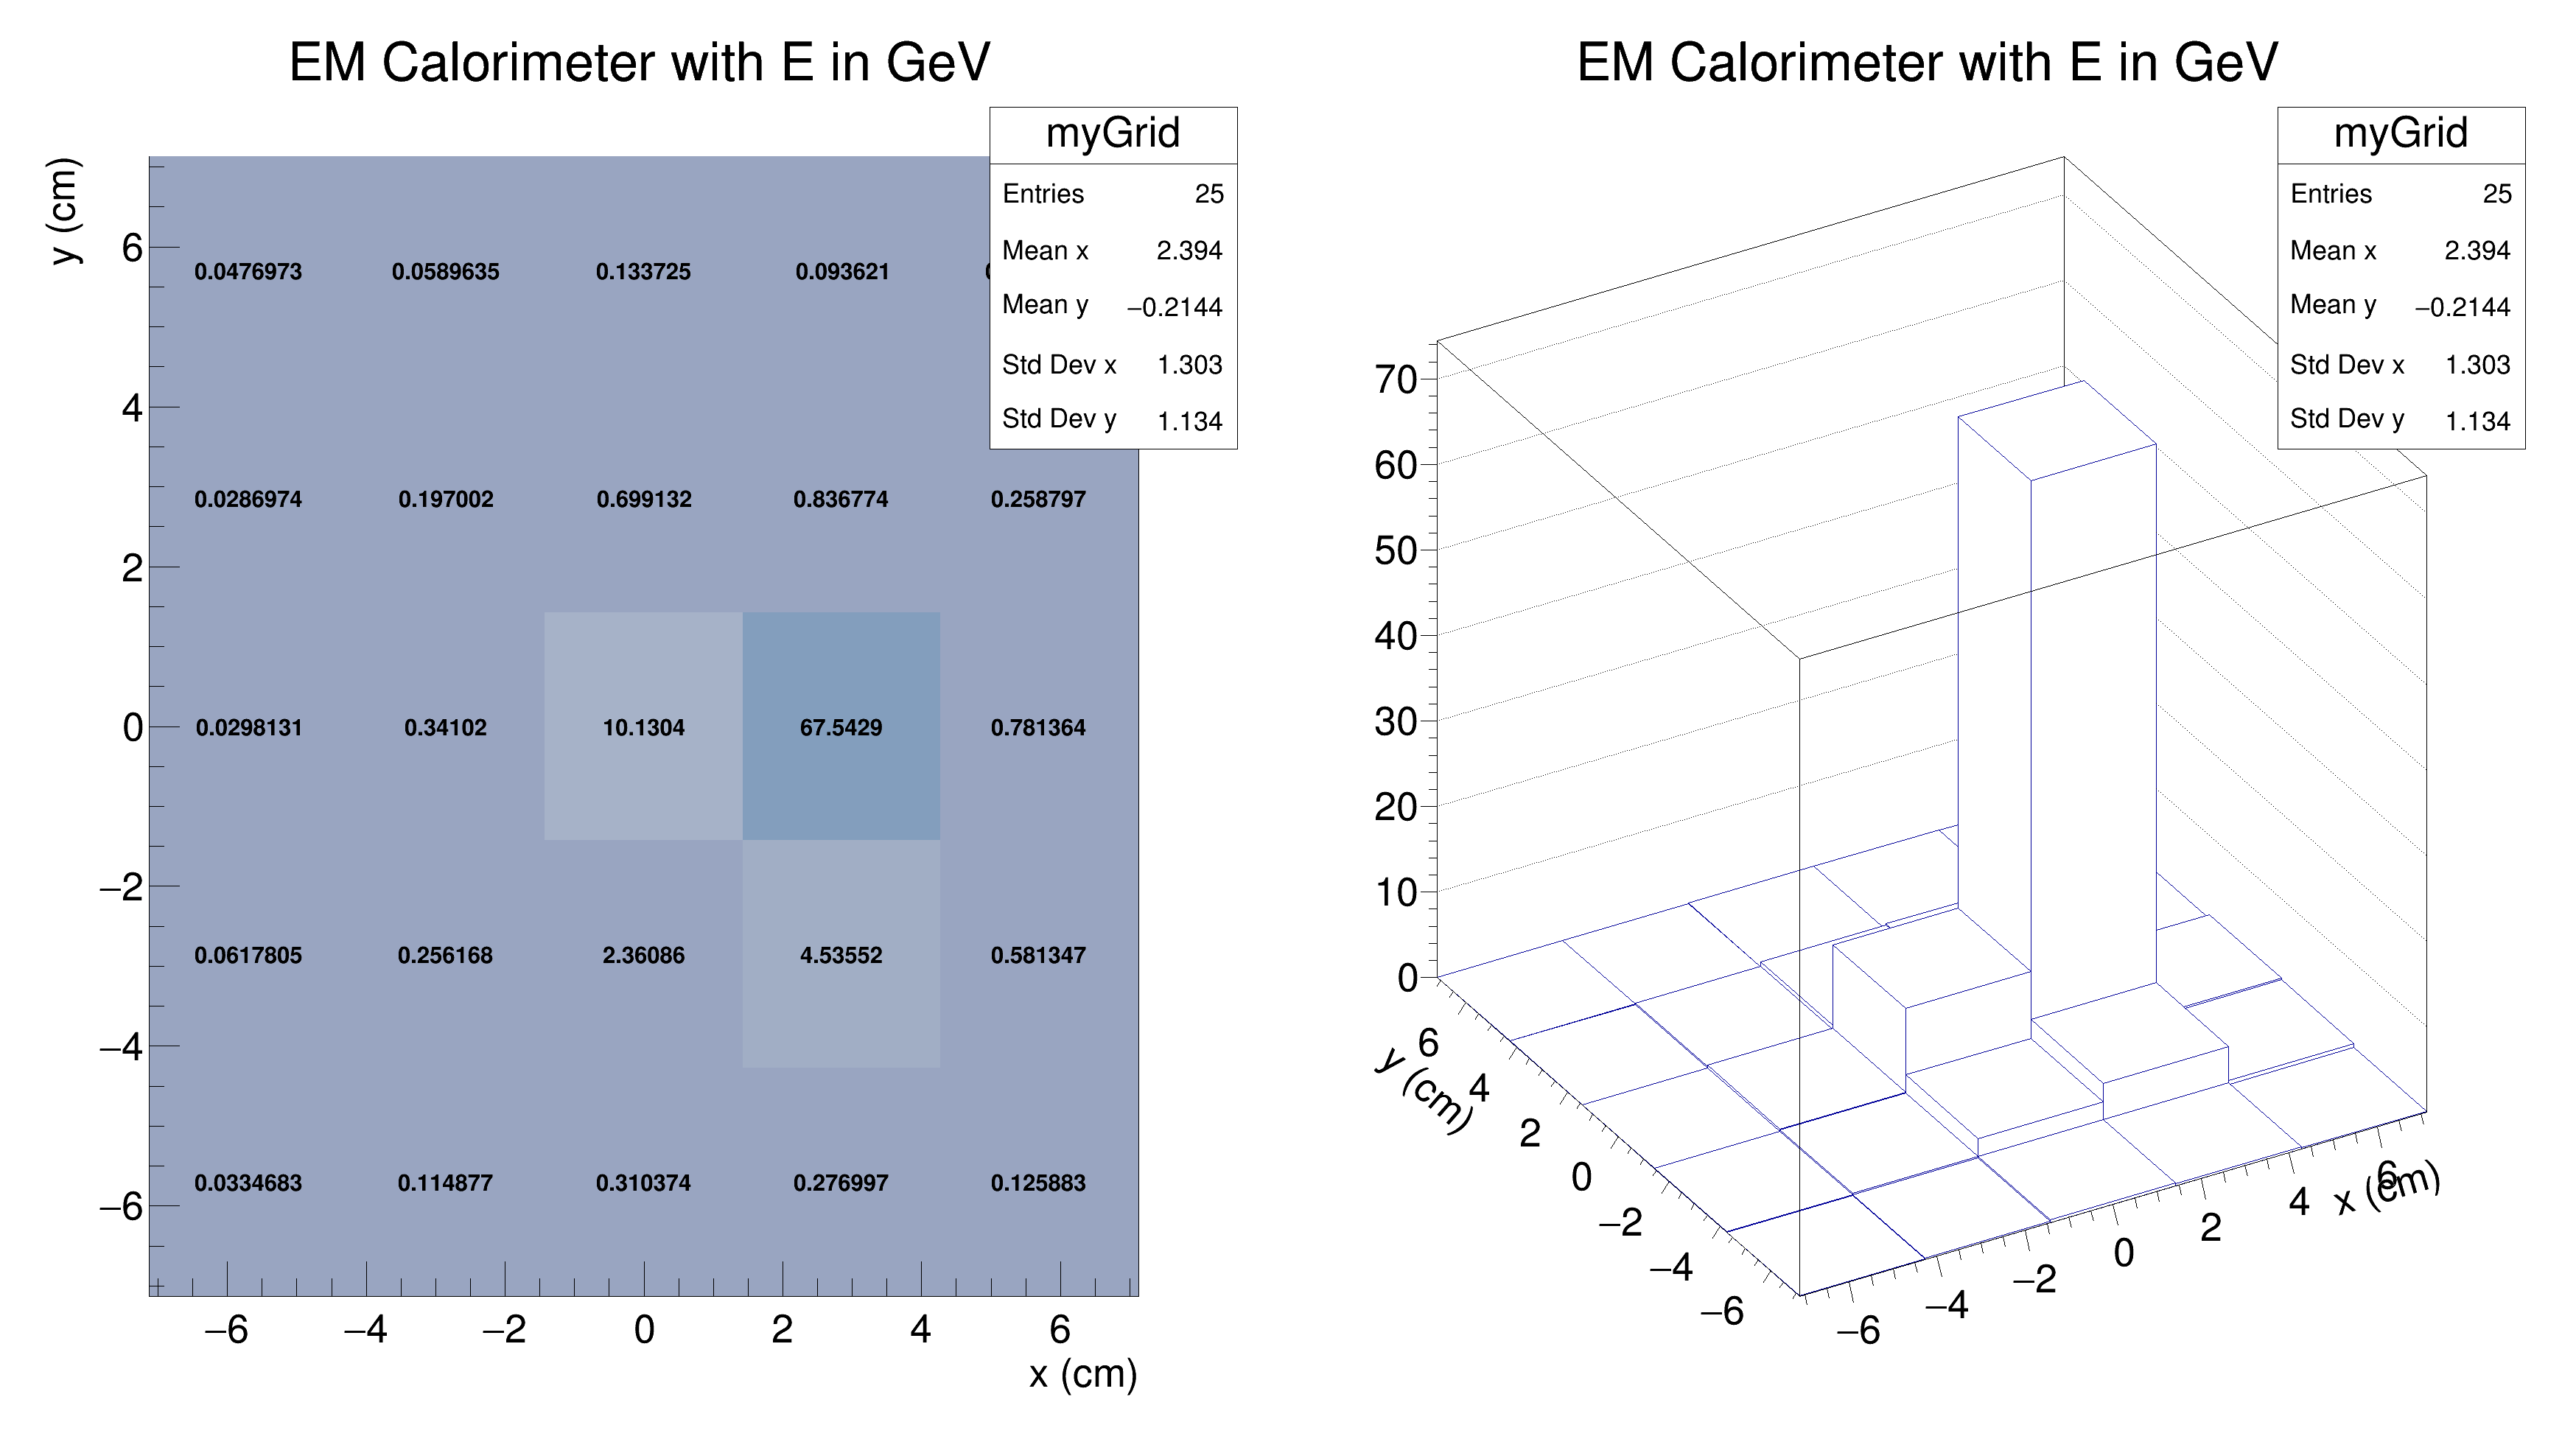 EM Calorimeter with E in GeV
myGrid
Entries 25
Mean x 2.394
Mean y −0.2144
Std Dev x 1.303
Std Dev y 1.134
y (cm)
6
0.0476973 0.0589635 0.133725 0.093621
4
0.0286974 0.197002 0.699132 0.836774 0.258797
2
0 0.0298131 0.34102 10.1304 67.5429 0.781364
−2
0.0617805 0.256168 2.36086 4.53552 0.581347
−4
0.0334683 0.114877 0.310374 0.276997 0.125883
−6
−6 −4 −2 0 2 4 6
x (cm)
EM Calorimeter with E in GeV
myGrid
Entries 25
Mean x 2.394
Mean y −0.2144
Std Dev x 1.303
Std Dev y 1.134
70
60
50
40
30
20
10
0
6
4
2
0
−2
−4
−6
y (cm)
−6
−4
−2
0
2
4
6
x (cm)